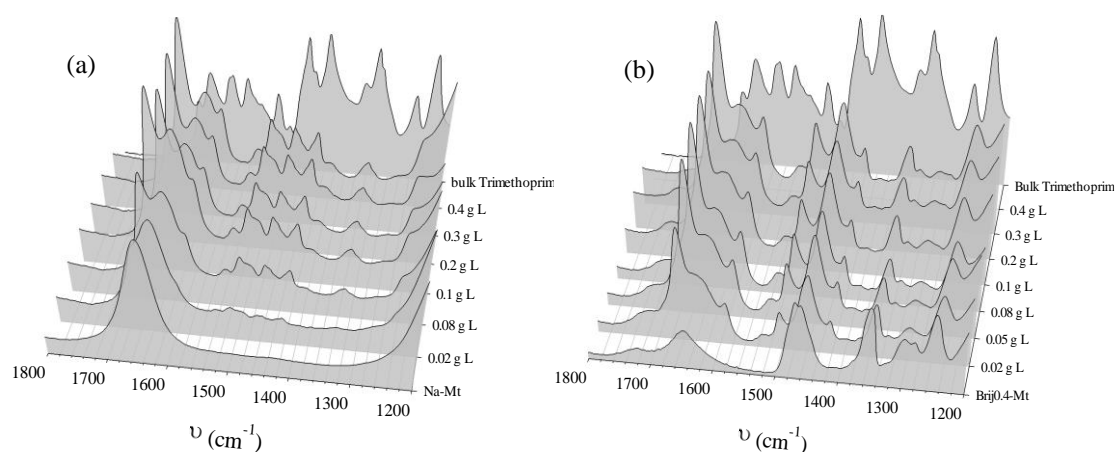 (a)
bulk Trimethoprim
0.4 g L
0.3 g L
0.2 g L
0.1 g L
0.08 g L
0.02 g L
Na-Mt
1800
1700
1600
1500
1400
1300
1200
υ (cm⁻¹)
(b)
Bulk Trimethoprim
0.4 g L
0.3 g L
0.2 g L
0.1 g L
0.08 g L
0.05 g L
0.02 g L
Brij0.4-Mt
1800
1700
1600
1500
1400
1300
1200
υ (cm⁻¹)